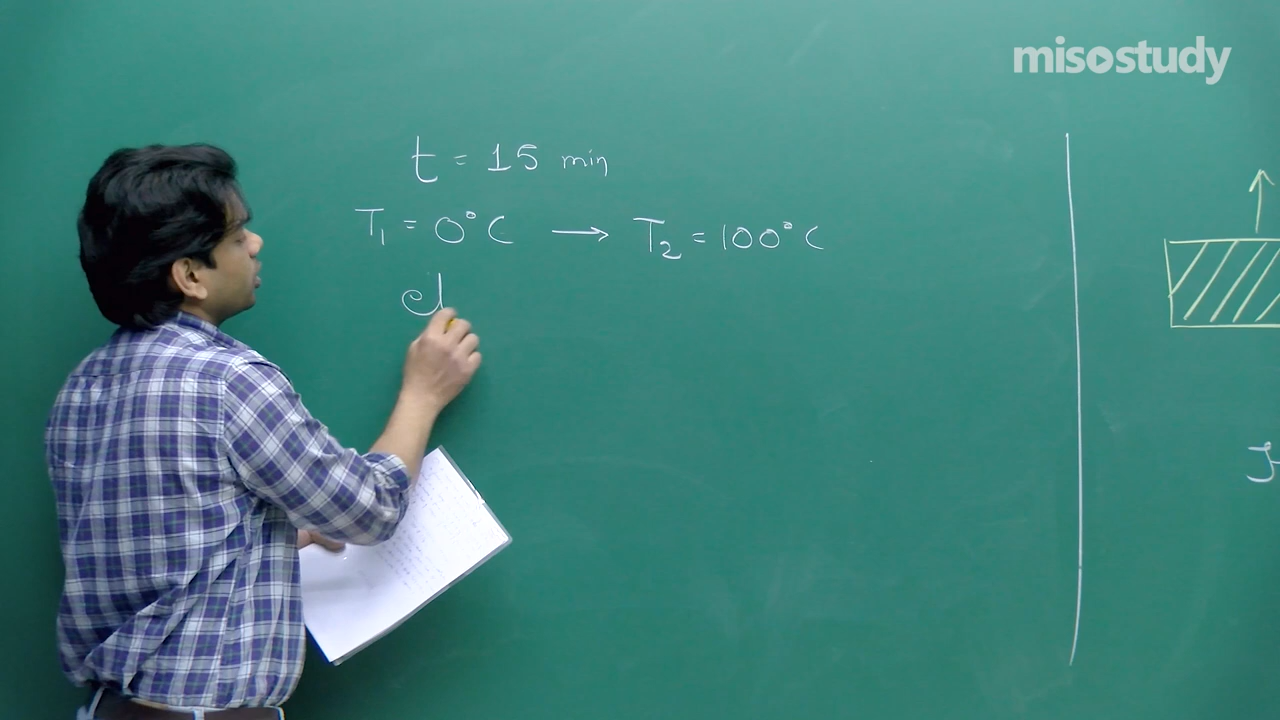 misostudy
t = 15 min
T₁ = 0°C → T₂ = 100°C
d